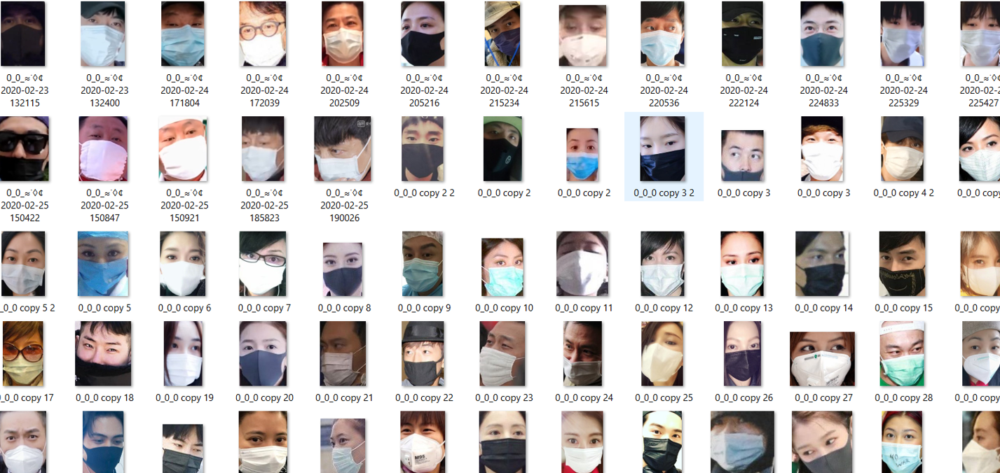 0_0_≈˙◊¢ 2020-02-23 132115
0_0_≈˙◊¢ 2020-02-23 132400
0_0_≈˙◊¢ 2020-02-24 171804
0_0_≈˙◊¢ 2020-02-24 172039
0_0_≈˙◊¢ 2020-02-24 202509
0_0_≈˙◊¢ 2020-02-24 205216
0_0_≈˙◊¢ 2020-02-24 215234
0_0_≈˙◊¢ 2020-02-24 215615
0_0_≈˙◊¢ 2020-02-24 220536
0_0_≈˙◊¢ 2020-02-24 222124
0_0_≈˙◊¢ 2020-02-24 224833
0_0_≈˙◊¢ 2020-02-24 225329
0_0_≈˙◊¢ 2020-02-2 225427
0_0_≈˙◊¢ 2020-02-25 150422
0_0_≈˙◊¢ 2020-02-25 150847
0_0_≈˙◊¢ 2020-02-25 150921
0_0_≈˙◊¢ 2020-02-25 185823
0_0_≈˙◊¢ 2020-02-25 190026
0_0_0 copy 2 2
0_0_0 copy 2
0_0_0 copy 2
0_0_0 copy 3 2
0_0_0 copy 3
0_0_0 copy 3
0_0_0 copy 4 2
0_0_0 copy
_0_0 copy 5 2
0_0_0 copy 5
0_0_0 copy 6
0_0_0 copy 7
0_0_0 copy 8
0_0_0 copy 9
0_0_0 copy 10
0_0_0 copy 11
0_0_0 copy 12
0_0_0 copy 13
0_0_0 copy 14
0_0_0 copy 15
0_0_0 copy
_0_0 copy 17
0_0_0 copy 18
0_0_0 copy 19
0_0_0 copy 20
0_0_0 copy 21
0_0_0 copy 22
0_0_0 copy 23
0_0_0 copy 24
0_0_0 copy 25
0_0_0 copy 26
0_0_0 copy 27
0_0_0 copy 28
0_0_0 copy
M95
NO
WAR